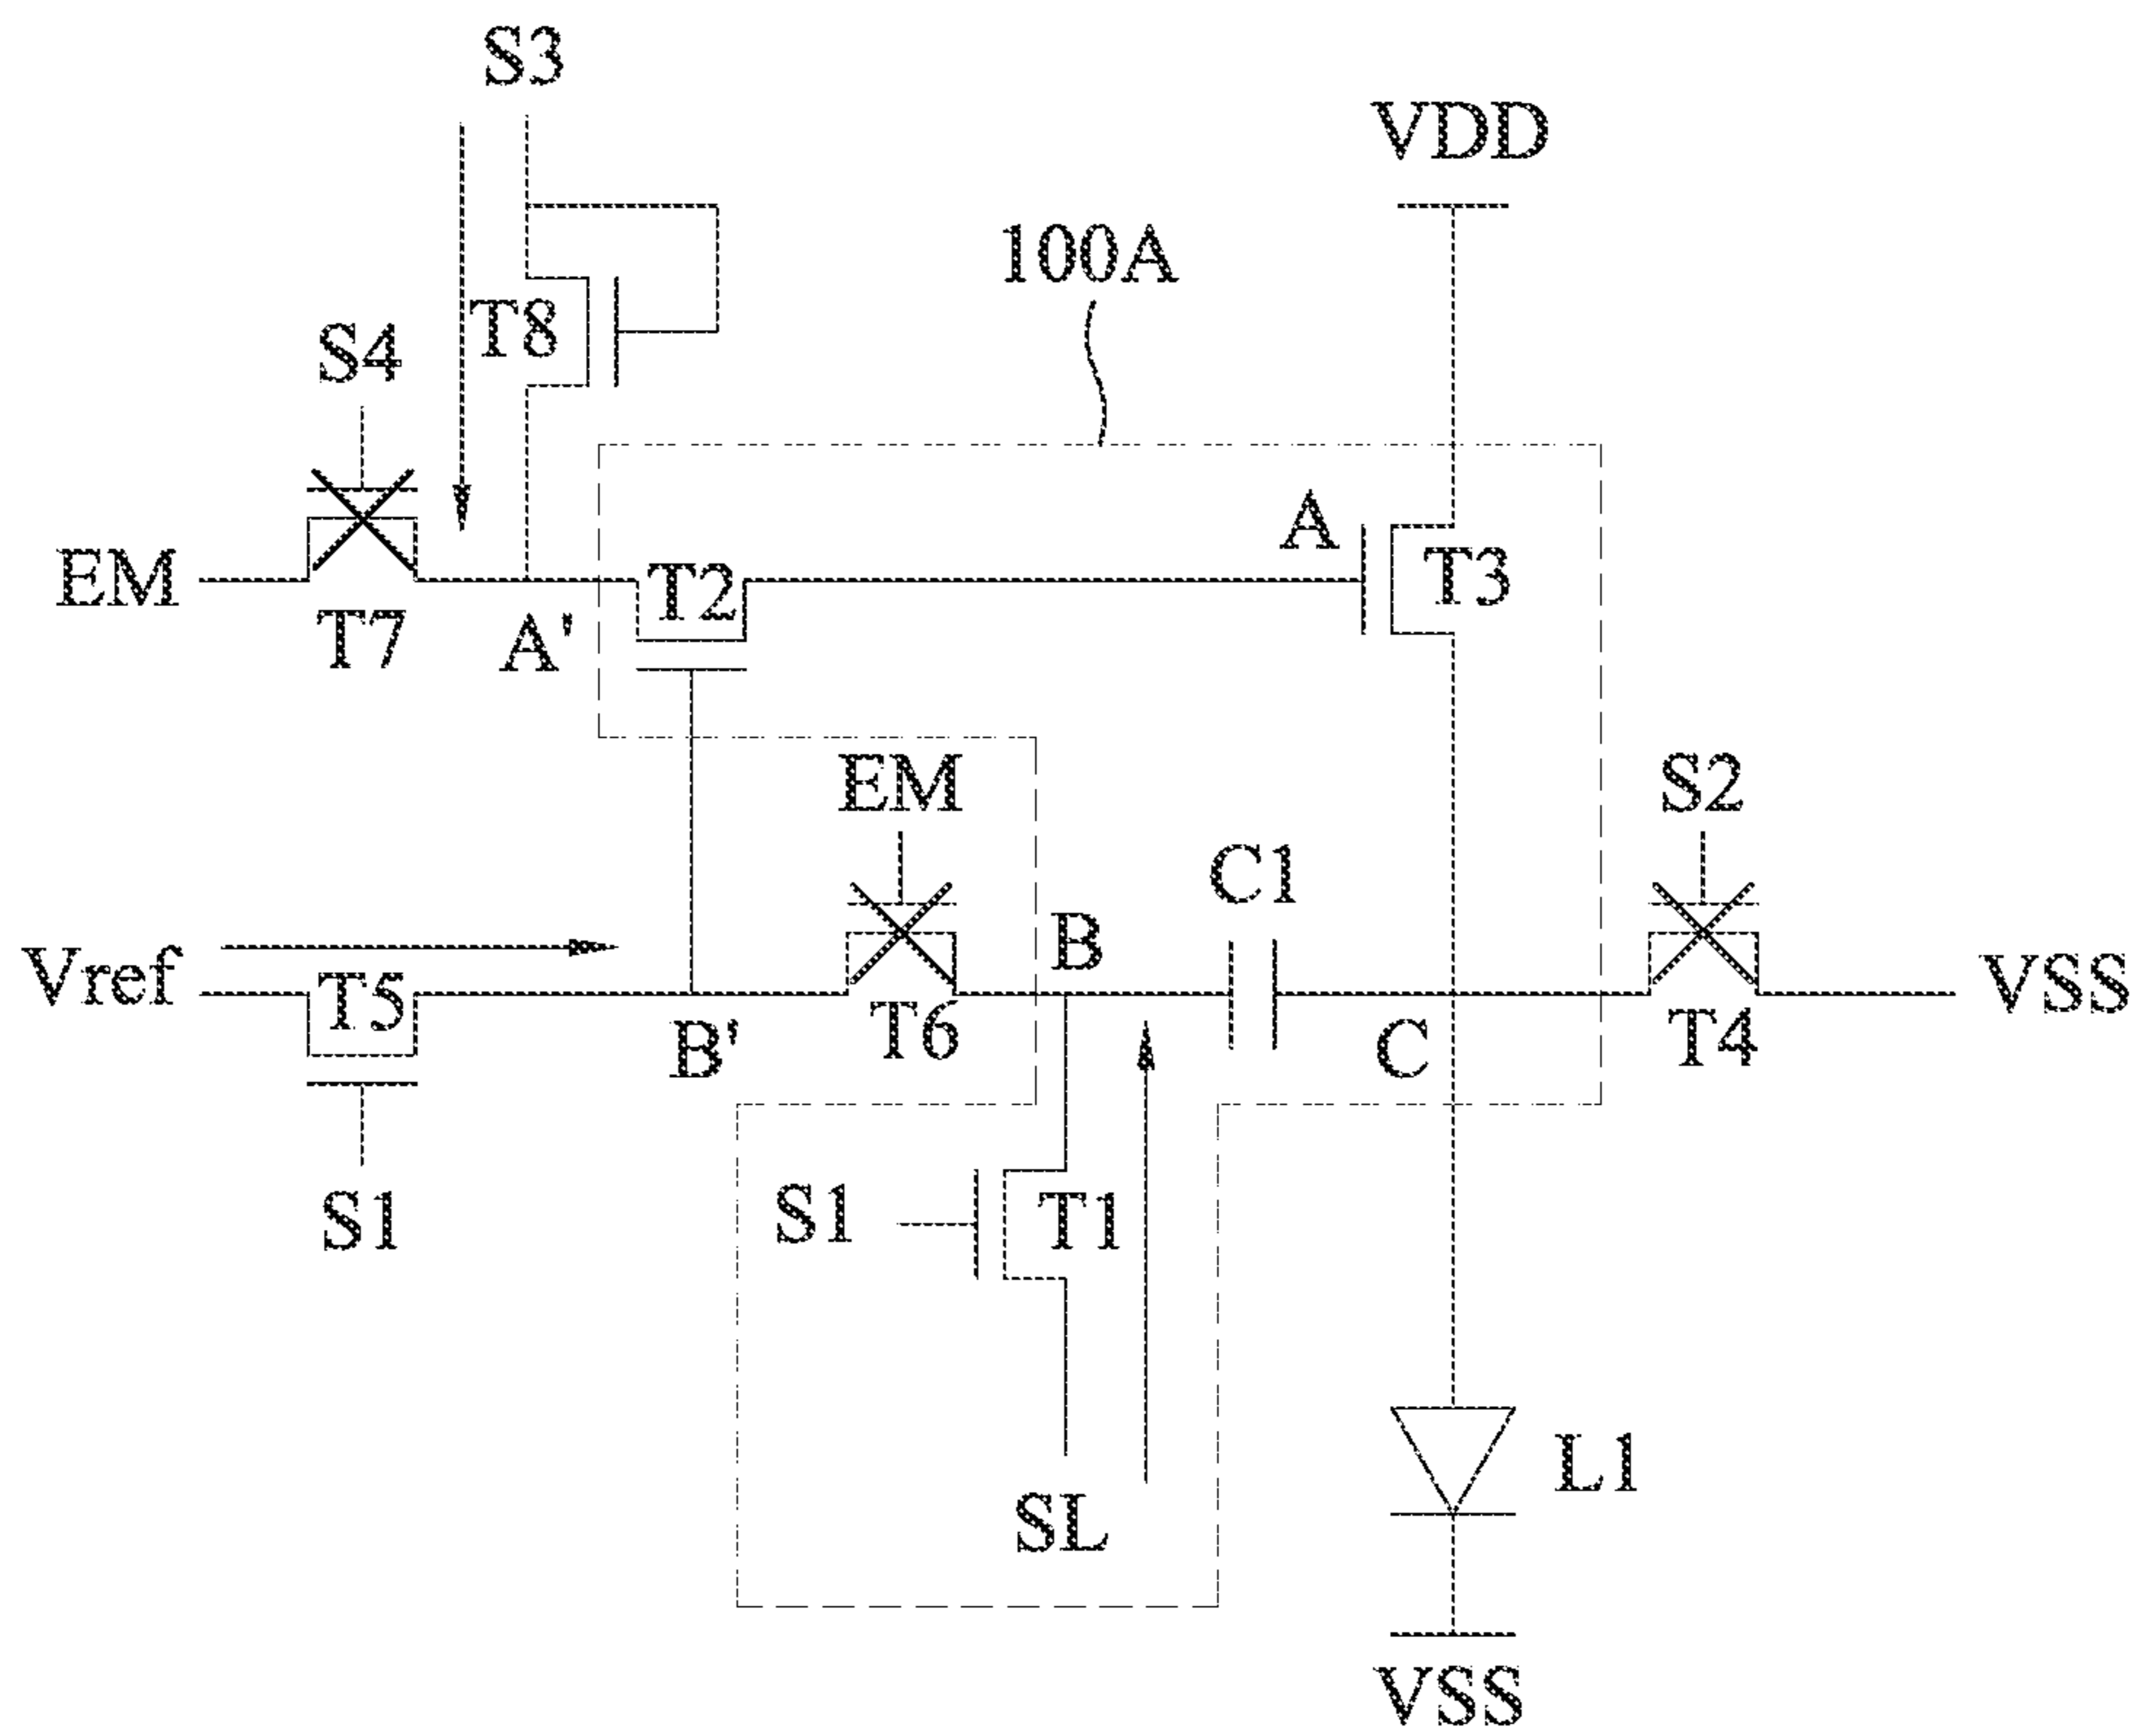 S3
VDD
100A
T8
S4
A
EM
T2
T3
T7
A'
EM
S2
C1
B
Vref
T5
B'
T6
C
T4
VSS
S1
S1
T1
SL
L1
VSS